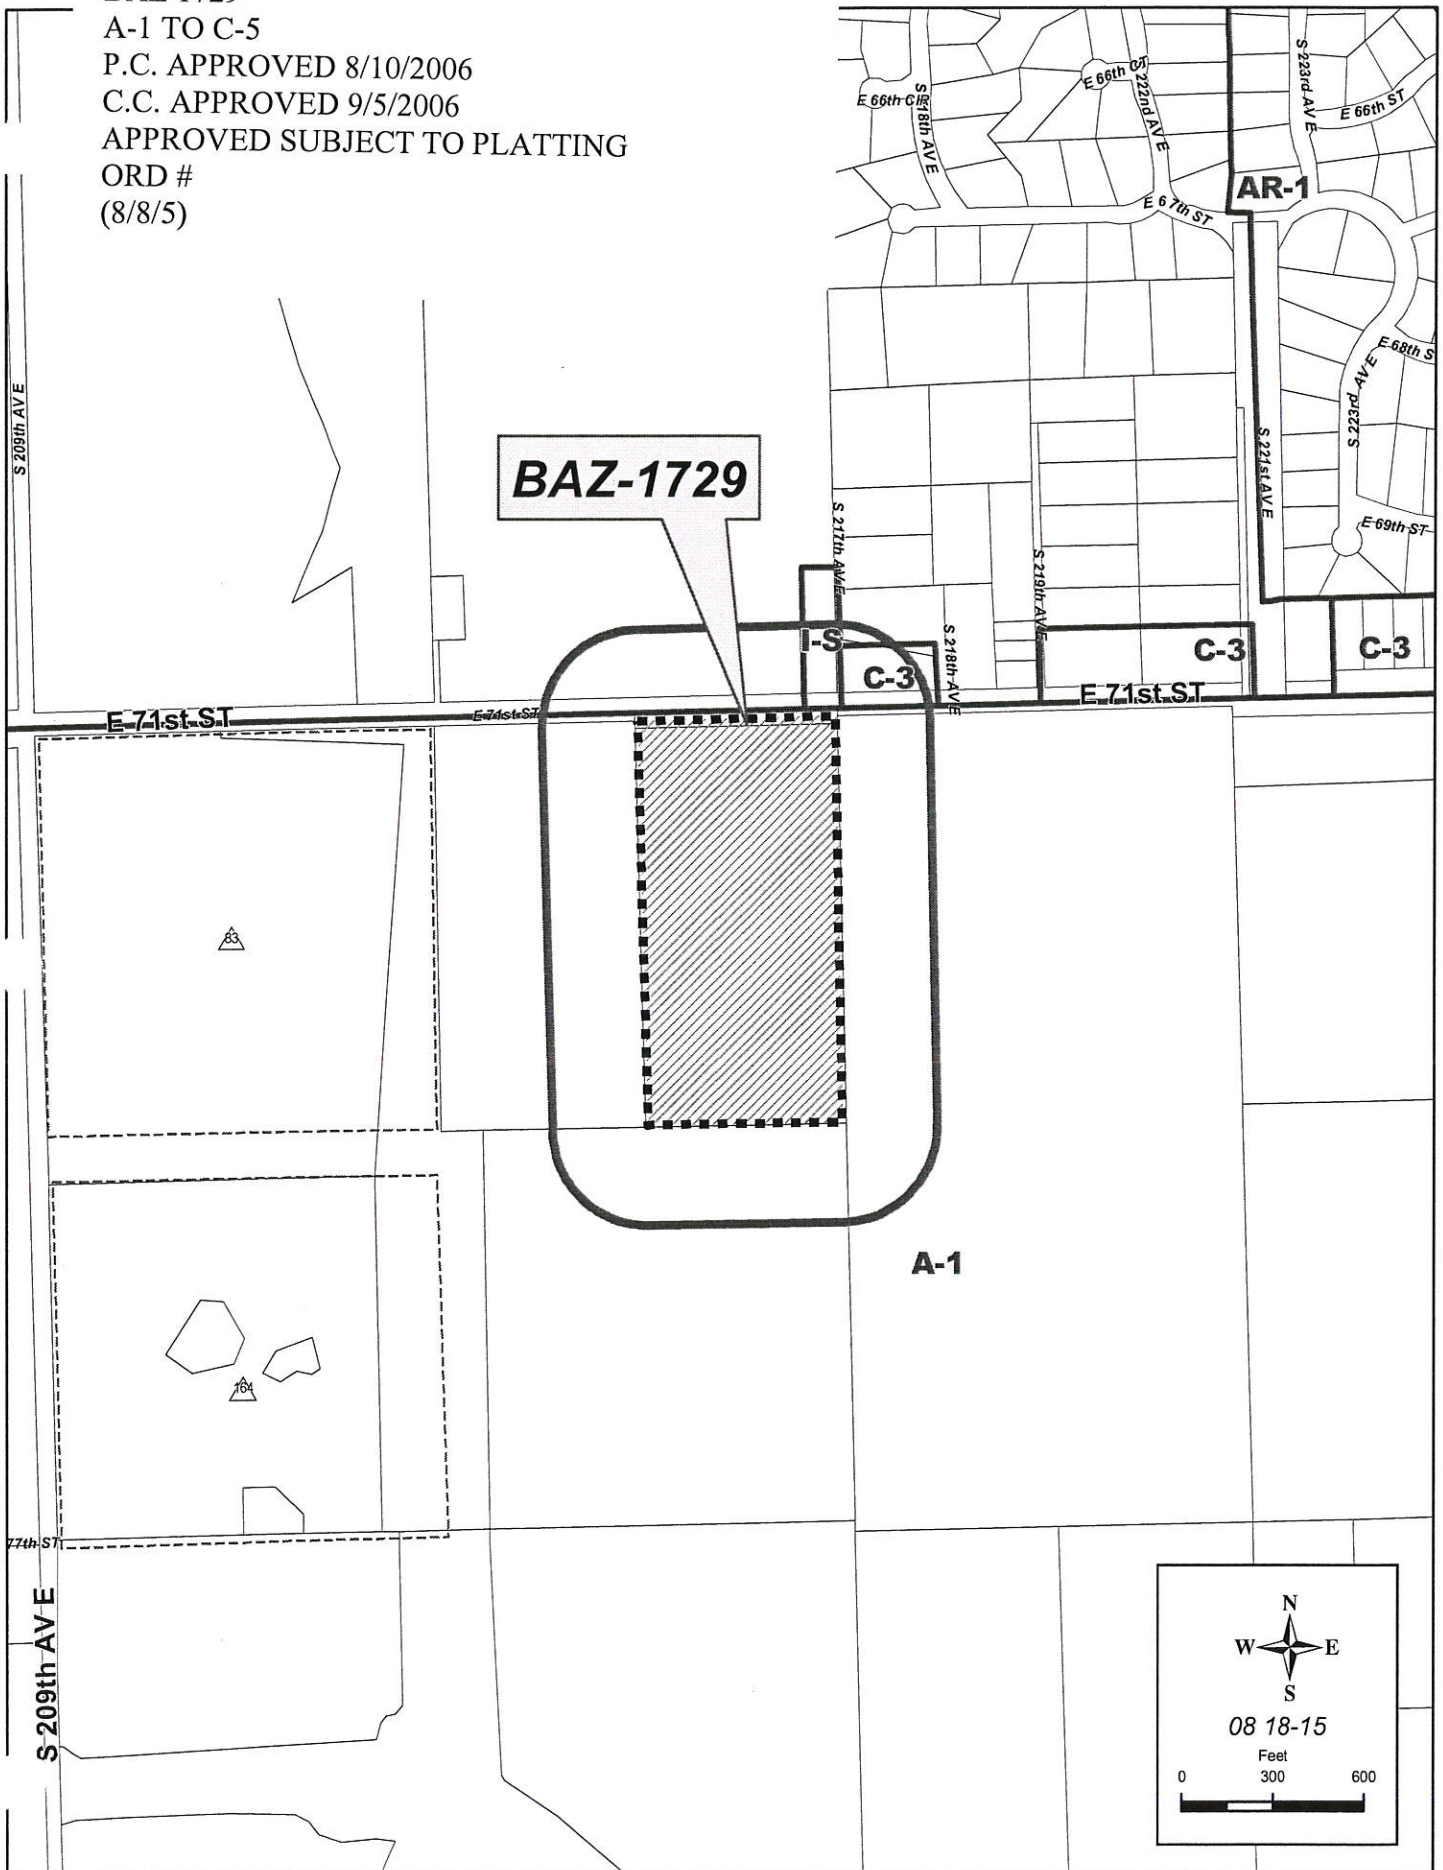 A-1 TO C-5
P.C. APPROVED 8/10/2006
C.C. APPROVED 9/5/2006
APPROVED SUBJECT TO PLATTING
ORD #
(8/8/5)
E 66th CIR
S 218th AV E
E 66th CT
S 222nd AV E
S 223rd AV E
E 66th ST
AR-1
E 67th ST
E 68th S
S 223rd AV E
S 209th AV E
S 221st AV E
BAZ-1729
S 217th AV E
E 69th ST
S 219th AV E
S 218th AV E
I-S
C-3
C-3
C-3
E 71st ST
E 71st ST
E 71st ST
83
A-1
164
77th ST
S 209th AV E
N
W
E
S
08 18-15
Feet
0 300 600